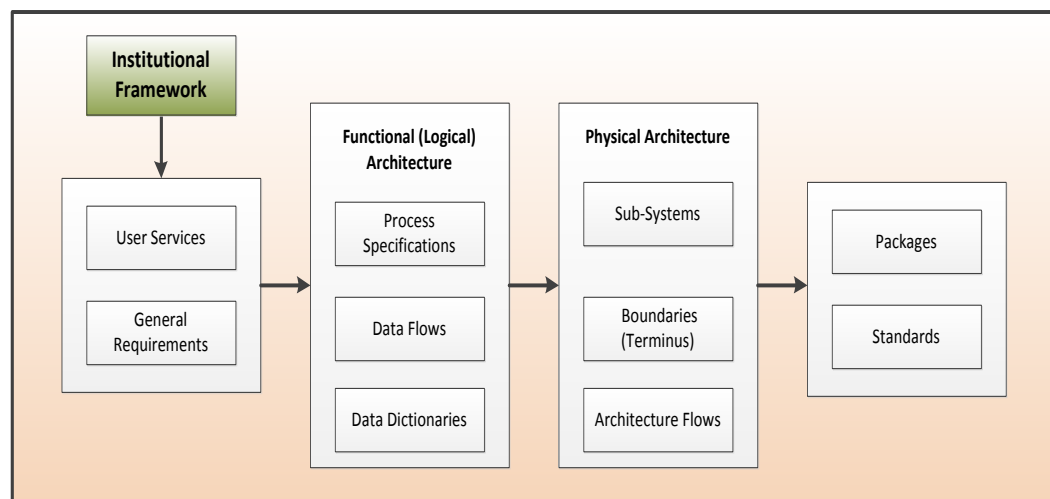 Institutional
Framework
User Services
General
Requirements
Functional (Logical)
Architecture
Process
Specifications
Data Flows
Data Dictionaries
Physical Architecture
Sub-Systems
Boundaries
(Terminus)
Architecture Flows
Packages
Standards